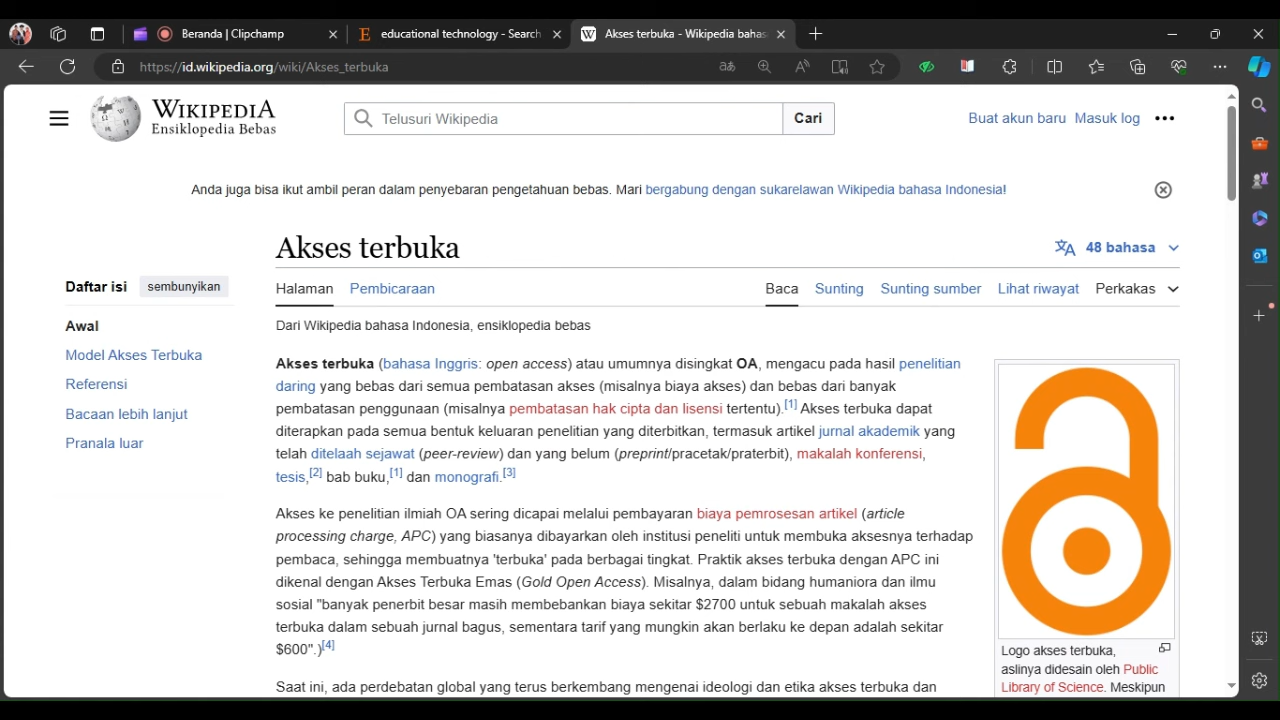 Beranda | Clipchamp
educational technology - Search
Akses terbuka - Wikipedia bahas
https://id.wikipedia.org/wiki/Akses_terbuka
WIKIPEDIA
Ensiklopedia Bebas
Telusuri Wikipedia
Cari
Buat akun baru Masuk log
Anda juga bisa ikut ambil peran dalam penyebaran pengetahuan bebas. Mari bergabung dengan sukarelawan Wikipedia bahasa Indonesia!
Akses terbuka
48 bahasa
Daftar isi sembunyikan
Awal
Model Akses Terbuka
Referensi
Bacaan lebih lanjut
Pranala luar
Halaman Pembicaraan
Baca Sunting Sunting sumber Lihat riwayat Perkakas
Dari Wikipedia bahasa Indonesia, ensiklopedia bebas
Akses terbuka (bahasa Inggris: open access) atau umumnya disingkat OA, mengacu pada hasil penelitian
daring yang bebas dari semua pembatasan akses (misalnya biaya akses) dan bebas dari banyak
pembatasan penggunaan (misalnya pembatasan hak cipta dan lisensi tertentu).[1] Akses terbuka dapat
diterapkan pada semua bentuk keluaran penelitian yang diterbitkan, termasuk artikel jurnal akademik yang
telah ditelaah sejawat (peer-review) dan yang belum (preprint/pracetak/praterbit), makalah konferensi,
tesis,[2] bab buku,[1] dan monografi.[3]
Akses ke penelitian ilmiah OA sering dicapai melalui pembayaran biaya pemrosesan artikel (article
processing charge, APC) yang biasanya dibayarkan oleh institusi peneliti untuk membuka aksesnya terhadap
pembaca, sehingga membuatnya 'terbuka' pada berbagai tingkat. Praktik akses terbuka dengan APC ini
dikenal dengan Akses Terbuka Emas (Gold Open Access). Misalnya, dalam bidang humaniora dan ilmu
sosial "banyak penerbit besar masih membebankan biaya sekitar $2700 untuk sebuah makalah akses
terbuka dalam sebuah jurnal bagus, sementara tarif yang mungkin akan berlaku ke depan adalah sekitar
$600".)[4]
Saat ini, ada perdebatan global yang terus berkembang mengenai ideologi dan etika akses terbuka dan
Logo akses terbuka,
aslinya didesain oleh Public
Library of Science. Meskipun